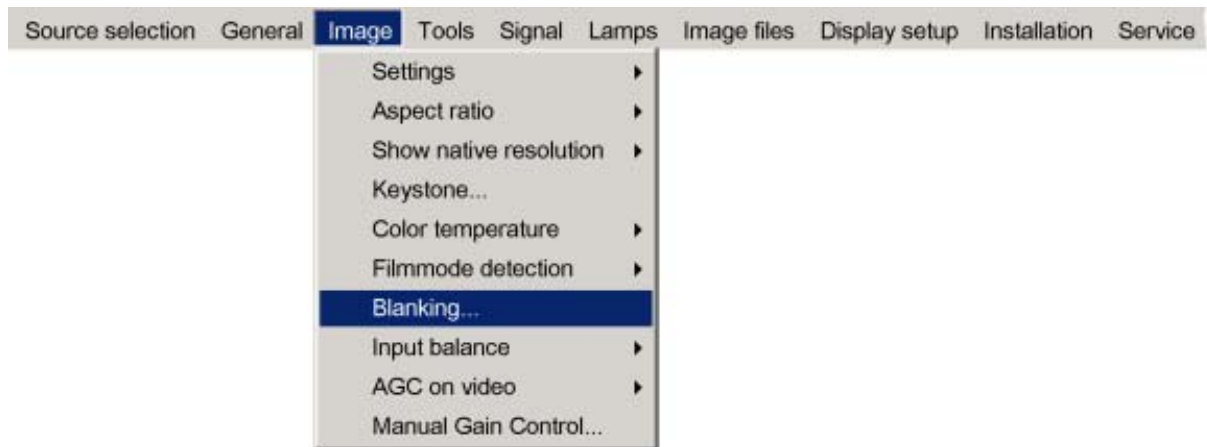 Source selection General Image Tools Signal Lamps Image files Display setup Installation Service
Settings
Aspect ratio
Show native resolution
Keystone...
Color temperature
Filmmode detection
Blanking...
Input balance
AGC on video
Manual Gain Control...